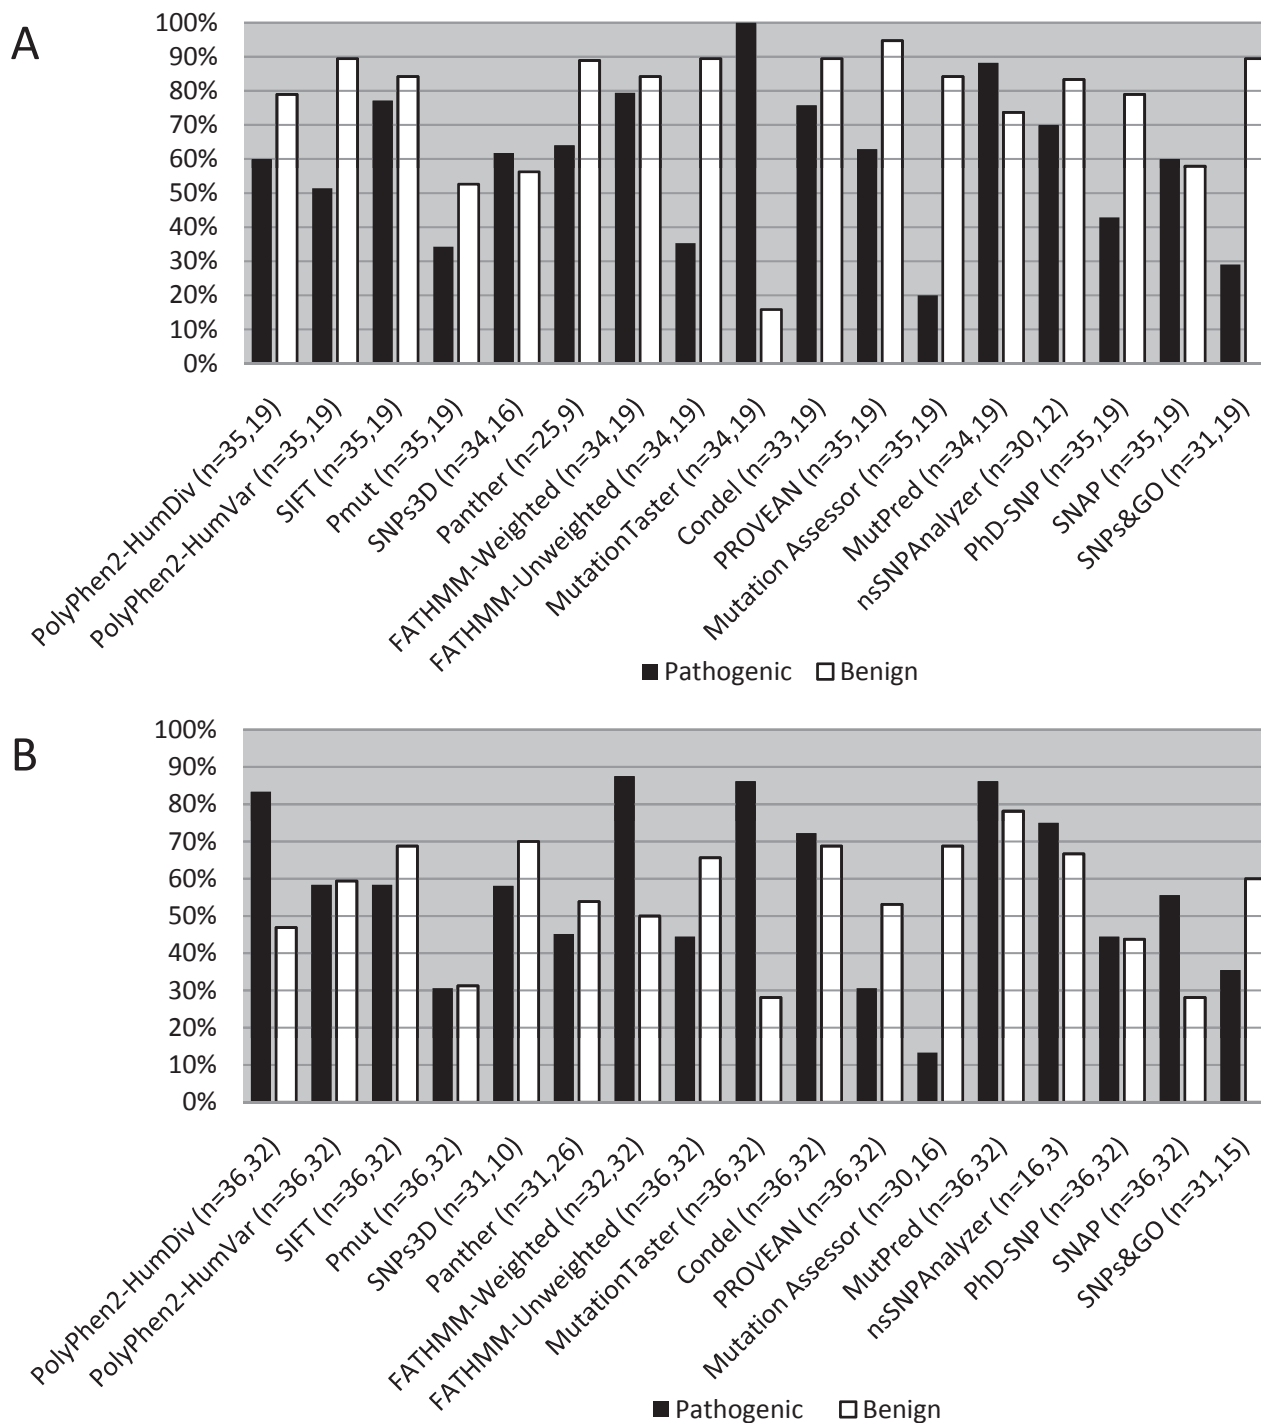 A
100%
90%
80%
70%
60%
50%
40%
30%
20%
10%
0%
PolyPhen2-HumDiv (n=35,19)
PolyPhen2-HumVar (n=35,19)
SIFT (n=35,19)
Pmut (n=35,19)
SNPs3D (n=34,16)
Panther (n=25,9)
FATHMM-Weighted (n=34,19)
FATHMM-Unweighted (n=34,19)
MutationTaster (n=34,19)
Condel (n=33,19)
PROVEAN (n=35,19)
Mutation Assessor (n=35,19)
MutPred (n=34,19)
nsSNPAnalyzer (n=30,12)
PhD-SNP (n=35,19)
SNAP (n=35,19)
SNPs&GO (n=31,19)
Pathogenic Benign
B
100%
90%
80%
70%
60%
50%
40%
30%
20%
10%
0%
PolyPhen2-HumDiv (n=36,32)
PolyPhen2-HumVar (n=36,32)
SIFT (n=36,32)
Pmut (n=36,32)
SNPs3D (n=31,10)
Panther (n=31,26)
FATHMM-Weighted (n=32,32)
FATHMM-Unweighted (n=36,32)
MutationTaster (n=36,32)
Condel (n=36,32)
PROVEAN (n=36,32)
Mutation Assessor (n=30,16)
MutPred (n=36,32)
nsSNPAnalyzer (n=16,3)
PhD-SNP (n=36,32)
SNAP (n=36,32)
SNPs&GO (n=31,15)
Pathogenic Benign